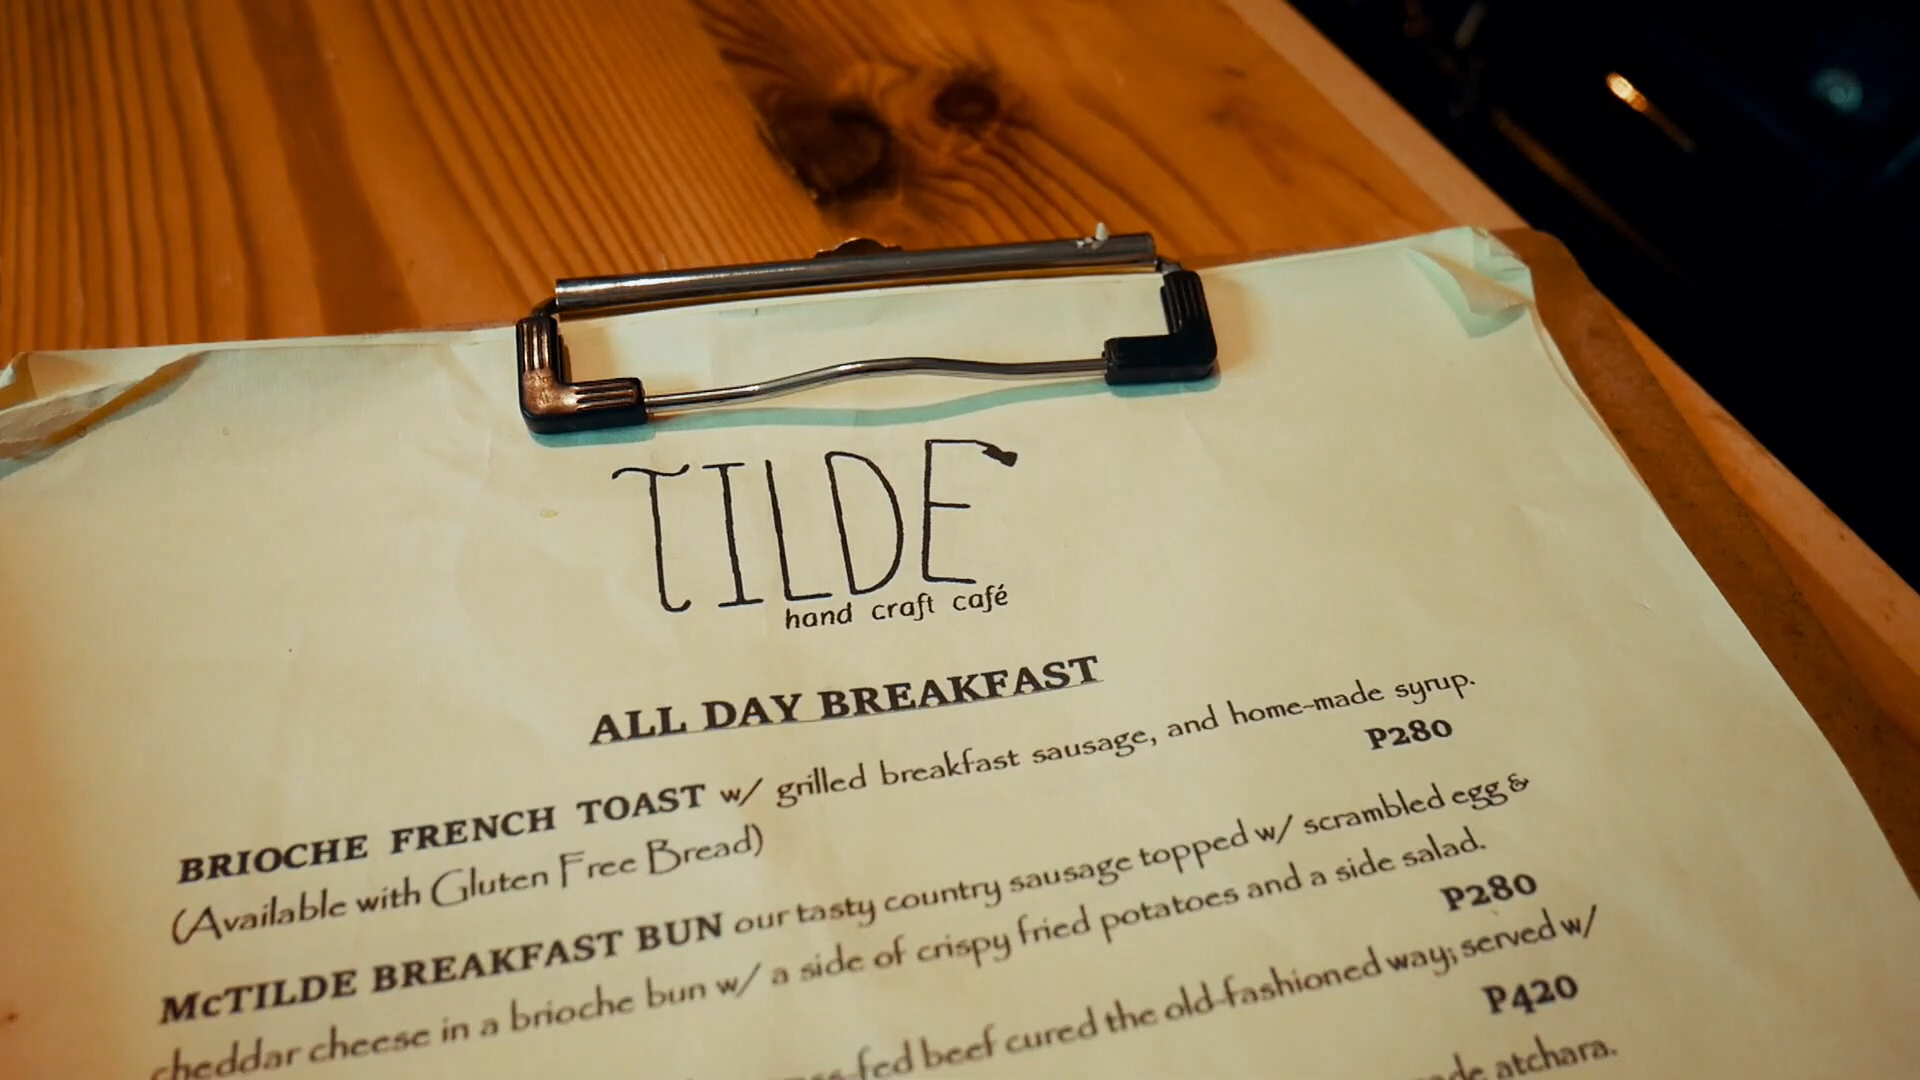 TILDE
hand craft café
ALL DAY BREAKFAST
BRIOCHE FRENCH TOAST w/ grilled breakfast sausage, and home-made syrup.
P280
(Available with Gluten Free Bread)
McTILDE BREAKFAST BUN our tasty country sausage topped w/ scrambled egg &
cheddar cheese in a brioche bun w/ a side of crispy fried potatoes and a side salad.
P280
fed beef cured the old-fashioned way; served w/
P420
atchara.